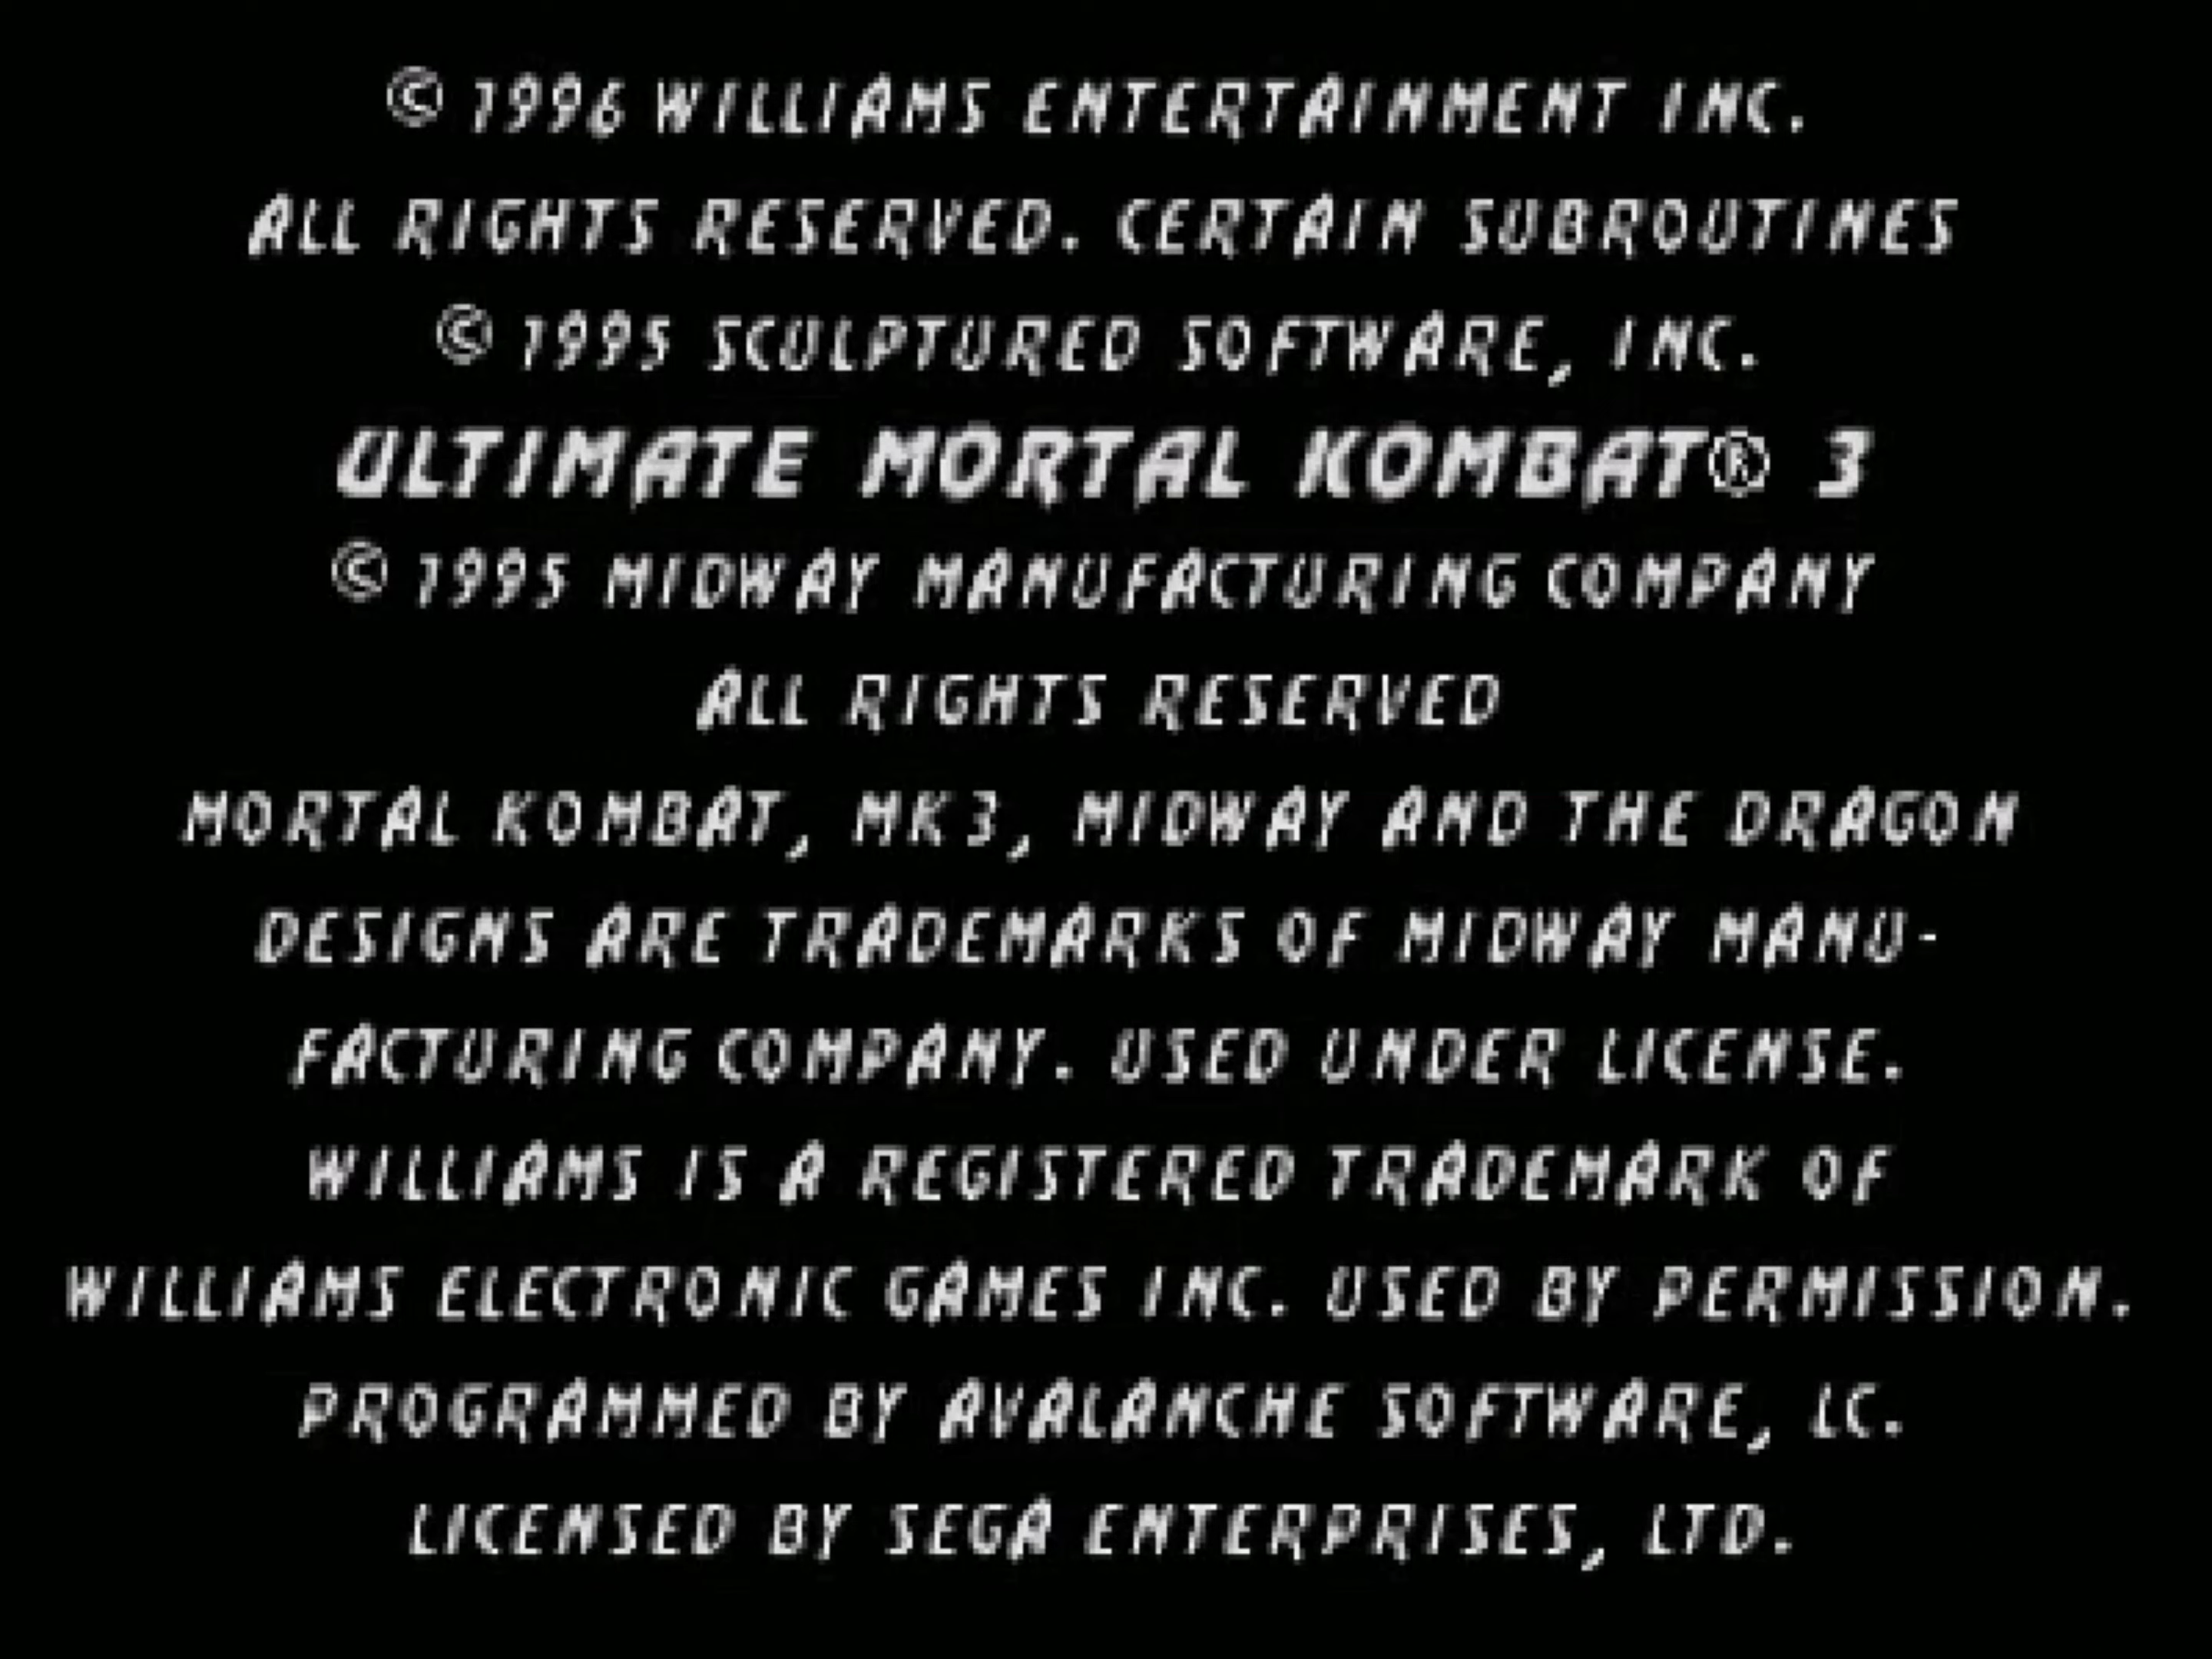 © 1996 WILLIAMS ENTERTAINMENT INC.
ALL RIGHTS RESERVED. CERTAIN SUBROUTINES
© 1995 SCULPTURED SOFTWARE, INC.
ULTIMATE MORTAL KOMBAT® 3
© 1995 MIDWAY MANUFACTURING COMPANY
ALL RIGHTS RESERVED
MORTAL KOMBAT, MK3, MIDWAY AND THE DRAGON
DESIGNS ARE TRADEMARKS OF MIDWAY MANU-
FACTURING COMPANY. USED UNDER LICENSE.
WILLIAMS IS A REGISTERED TRADEMARK OF
WILLIAMS ELECTRONIC GAMES INC. USED BY PERMISSION.
PROGRAMMED BY AVALANCHE SOFTWARE, LC.
LICENSED BY SEGA ENTERPRISES, LTD.